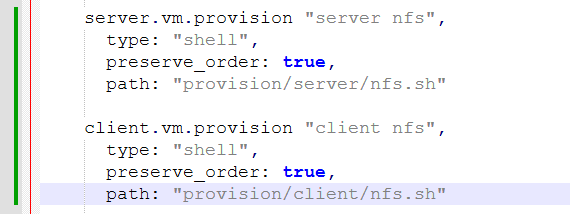 server.vm.provision "server nfs",
type: "shell",
preserve_order: true,
path: "provision/server/nfs.sh"
client.vm.provision "client nfs",
type: "shell",
preserve_order: true,
path: "provision/client/nfs.sh"